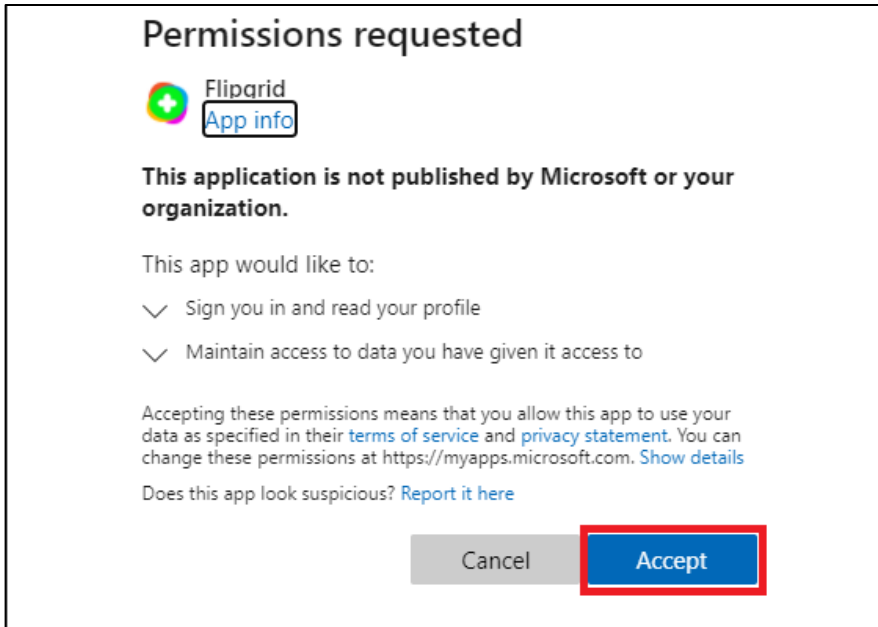 Permissions requested
Flipgrid
App info
This application is not published by Microsoft or your
organization.
This app would like to:
Sign you in and read your profile
Maintain access to data you have given it access to
Accepting these permissions means that you allow this app to use your
data as specified in their terms of service and privacy statement. You can
change these permissions at https://myapps.microsoft.com. Show details
Does this app look suspicious? Report it here
Cancel
Accept